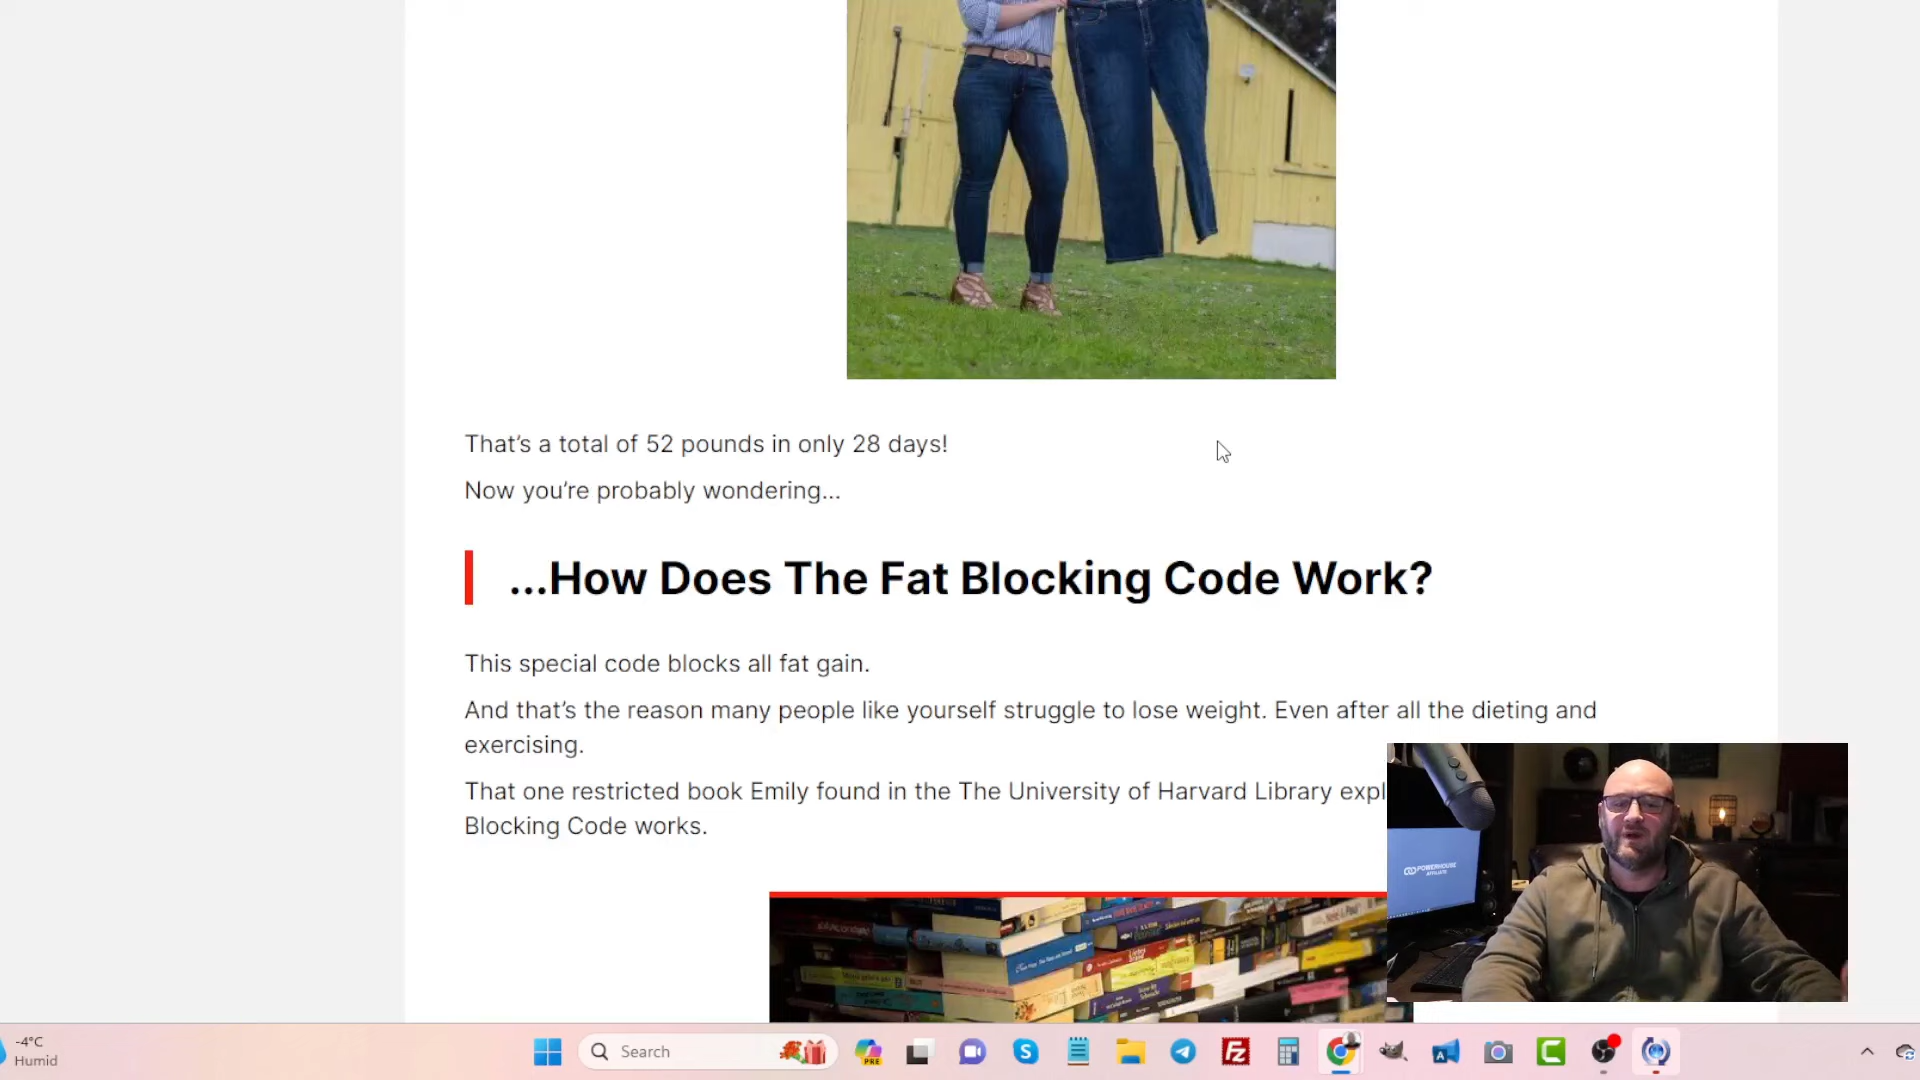 That's a total of 52 pounds in only 28 days!
Now you're probably wondering...
...How Does The Fat Blocking Code Work?
This special code blocks all fat gain.
And that's the reason many people like yourself struggle to lose weight. Even after all the dieting and
exercising.
That one restricted book Emily found in the The University of Harvard Library expl
Blocking Code works.
POWERHOUSE
AFFILIATE
-4°C
Humid
Search
PRE